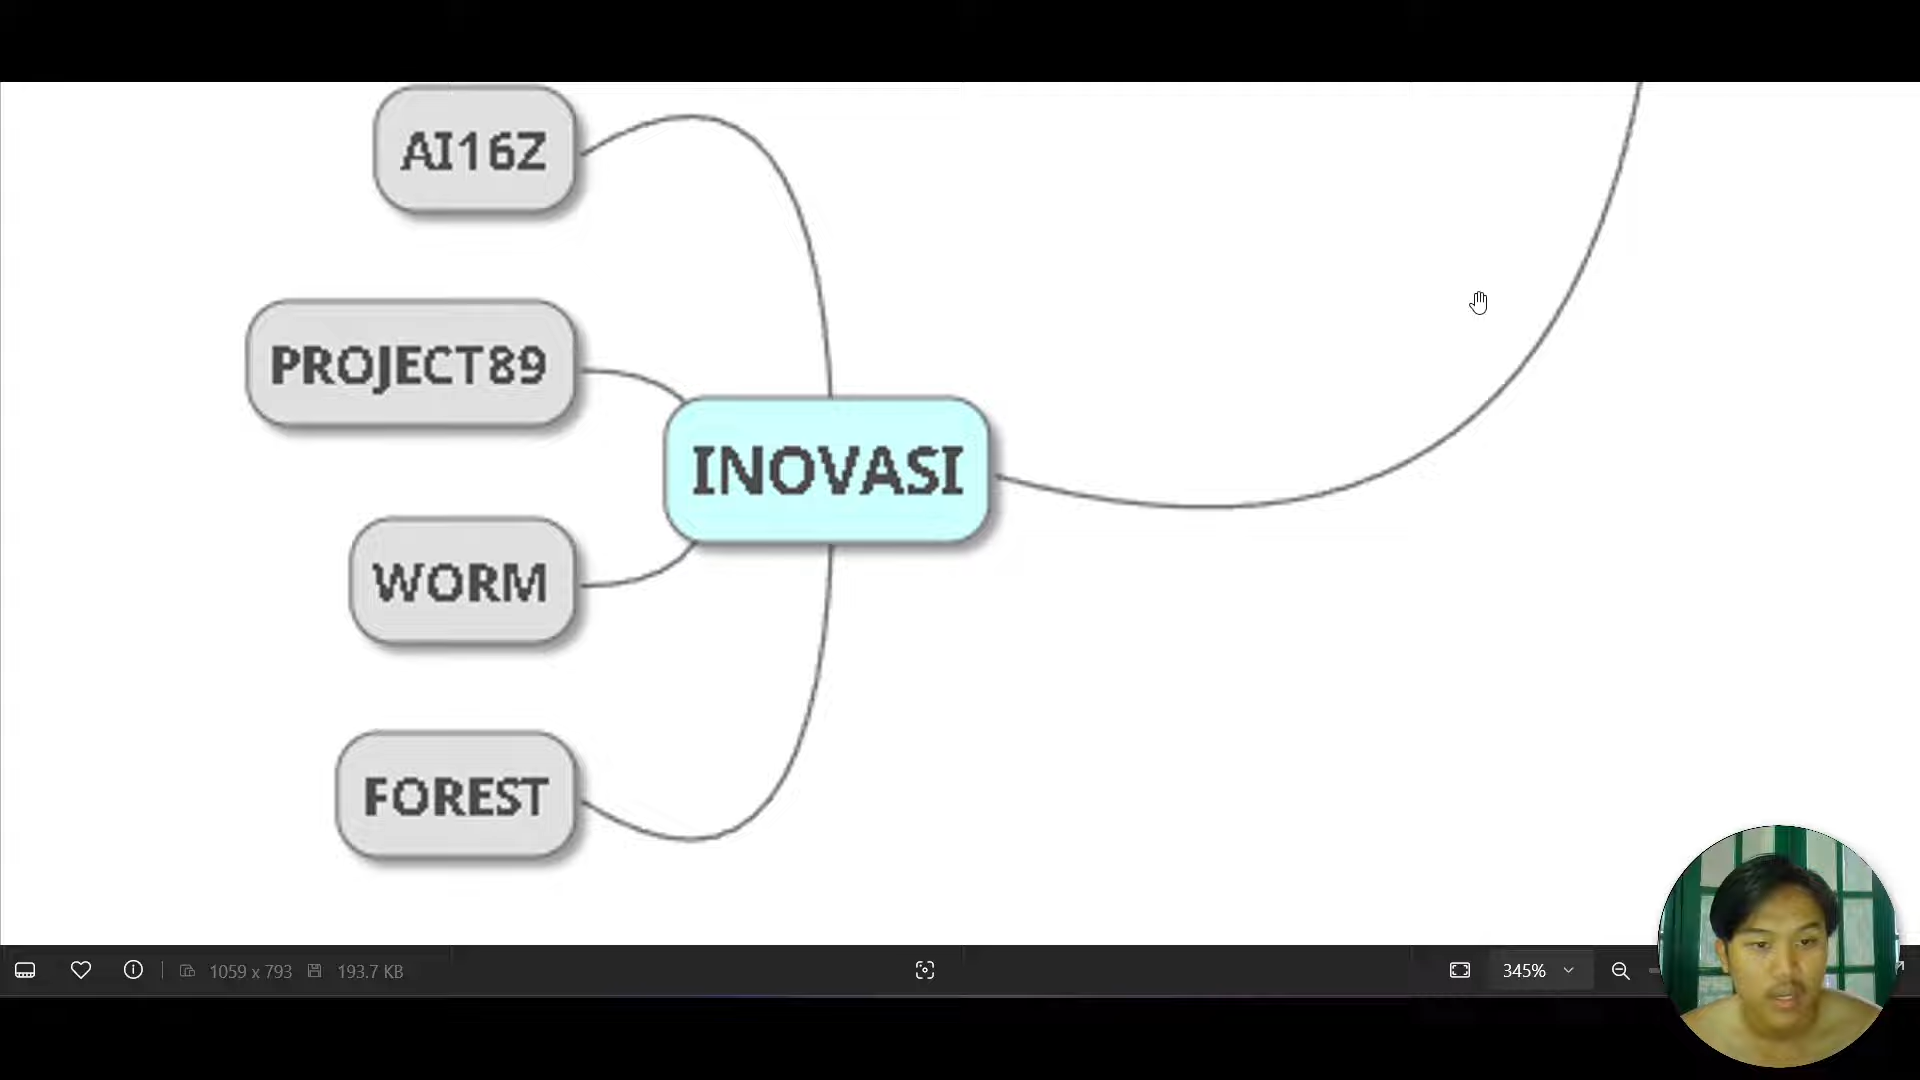 AI16Z
PROJECT89
INOVASI
WORM
FOREST
1059 x 793
193.7 KB
345%